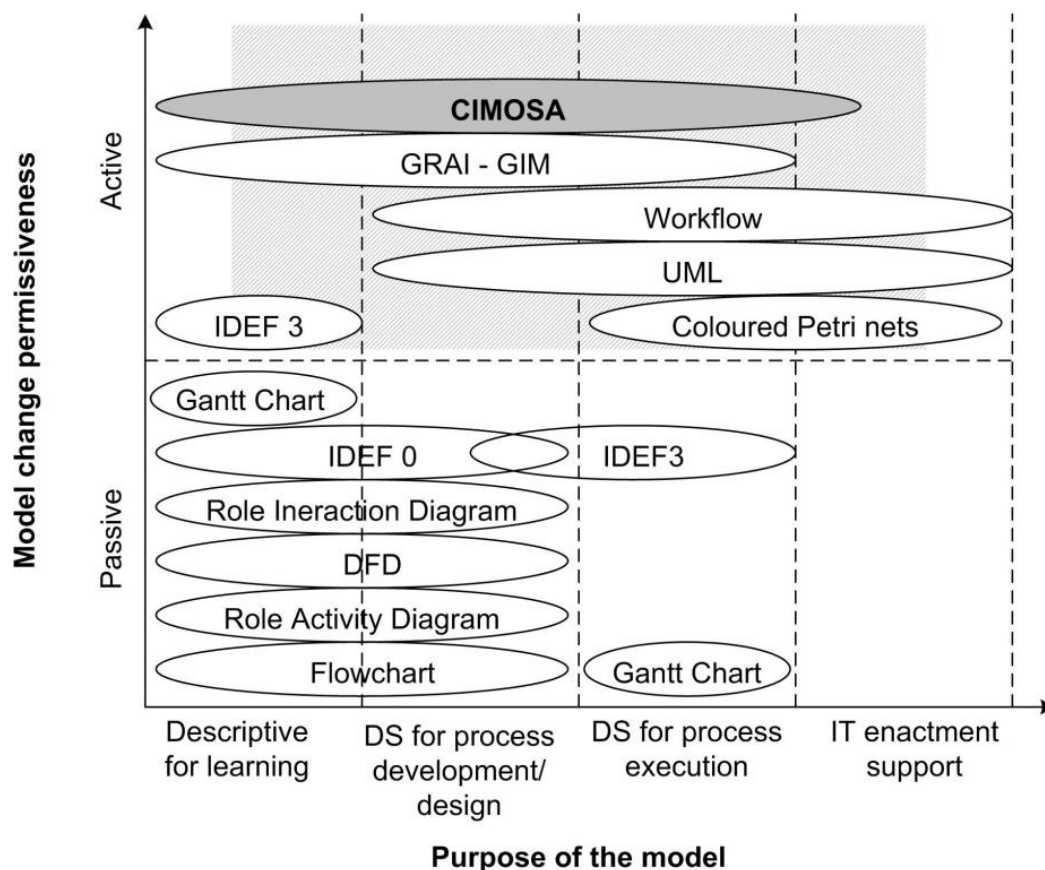 Model change permissiveness
Active
Passive
CIMOSA
GRAI - GIM
Workflow
UML
IDEF 3
Coloured Petri nets
Gantt Chart
IDEF 0
IDEF3
Role Ineraction Diagram
DFD
Role Activity Diagram
Flowchart
Gantt Chart
Descriptive
for learning
DS for process
development/
design
DS for process
execution
IT enactment
support
Purpose of the model